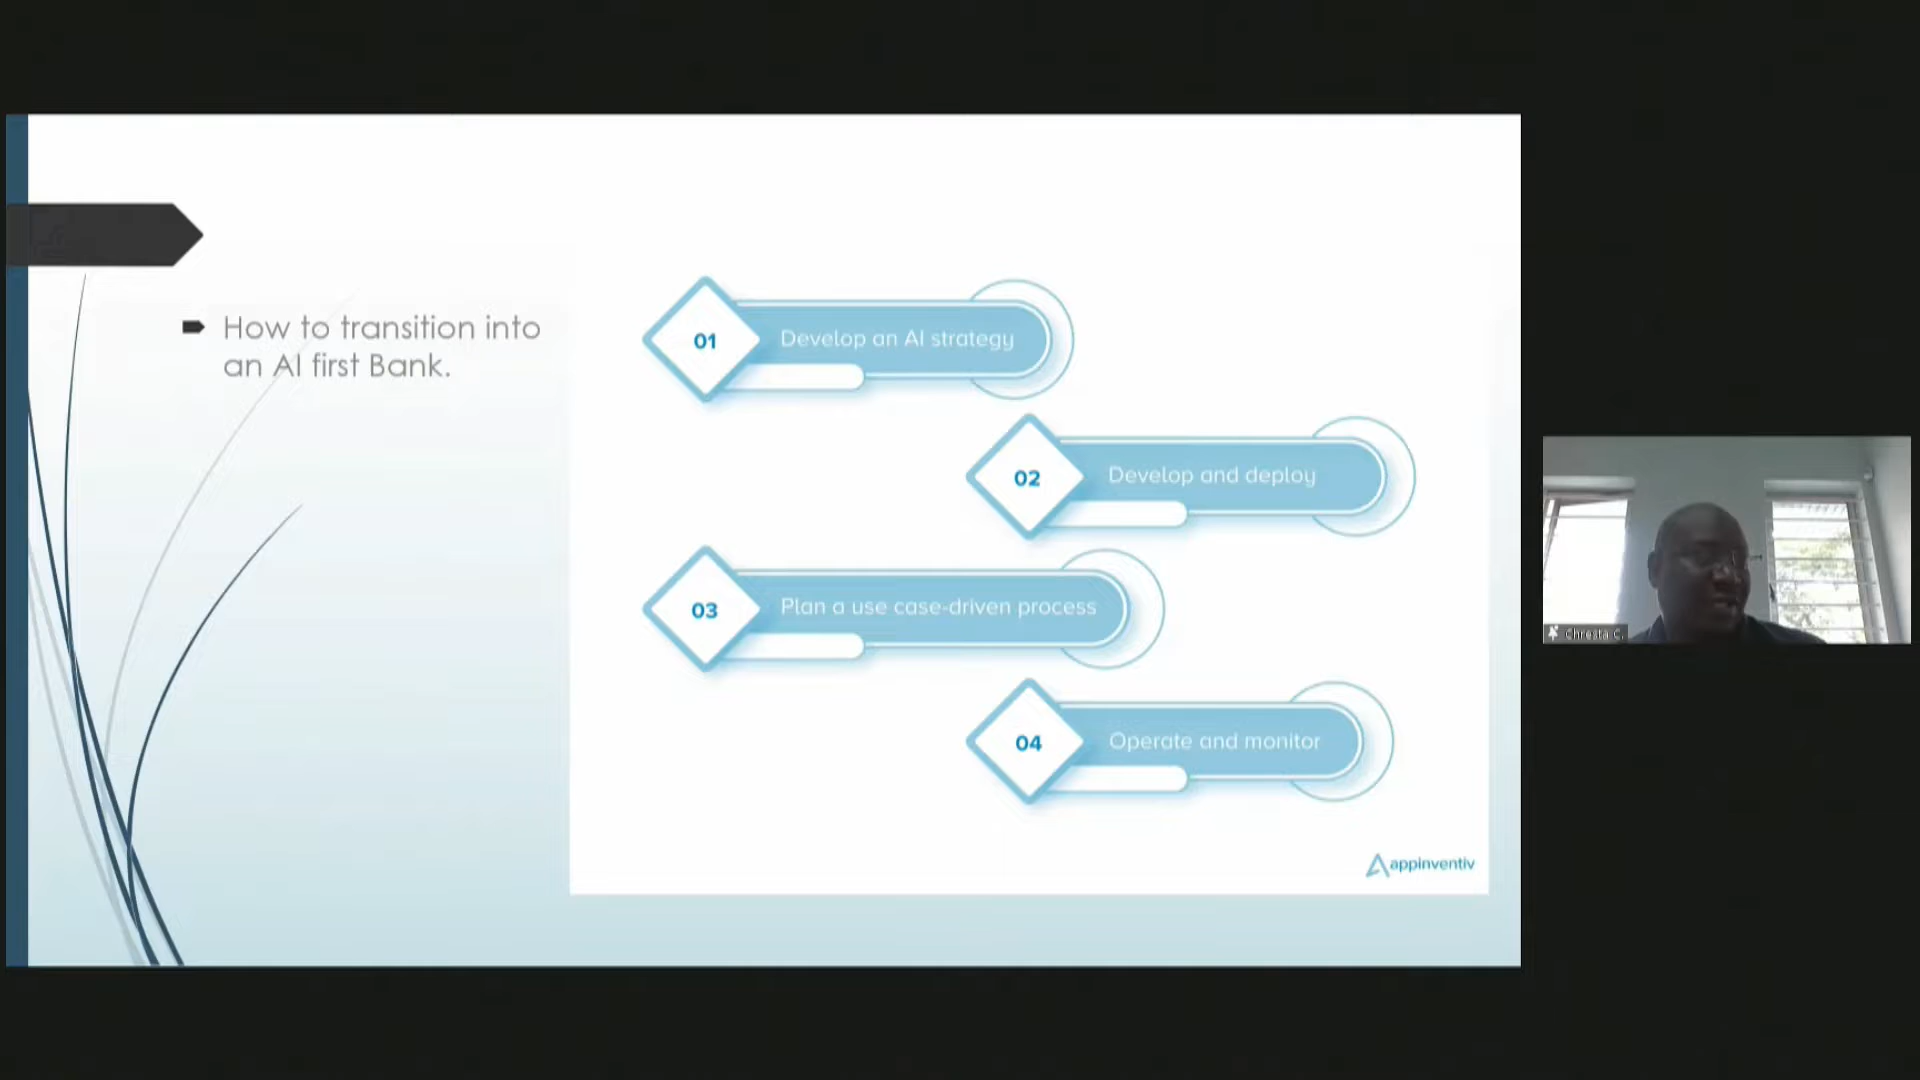 How to transition into
an AI first Bank.
01
Develop an AI strategy
02
Develop and deploy
03
Plan a use case-driven process
04
Operate and monitor
appinventiv
Chresta C.